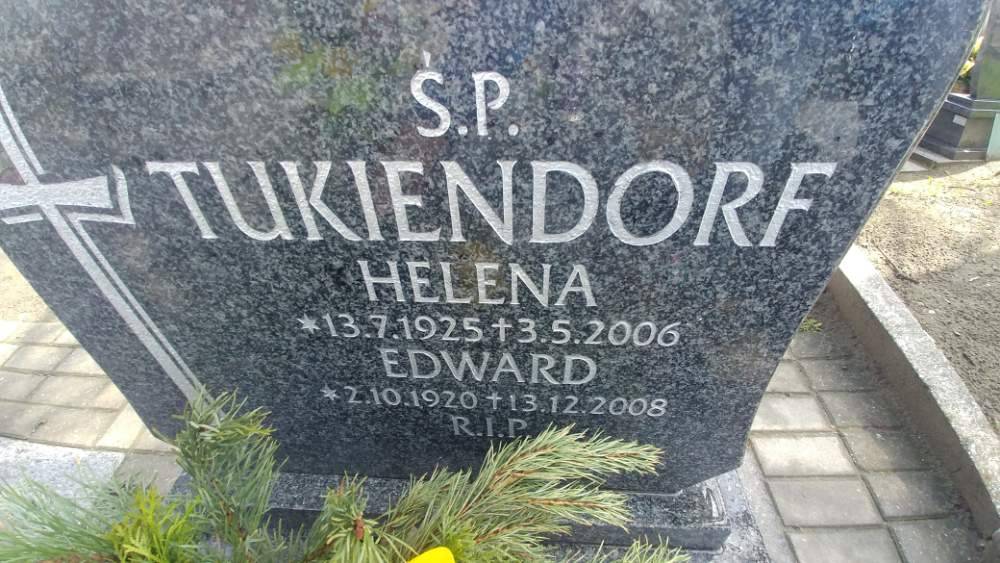 Ś.P.
TUKIENDORF
HELENA
*13.7.1925 †3.5.2006
EDWARD
*2.10.1920 †13.12.2008
R.I.P